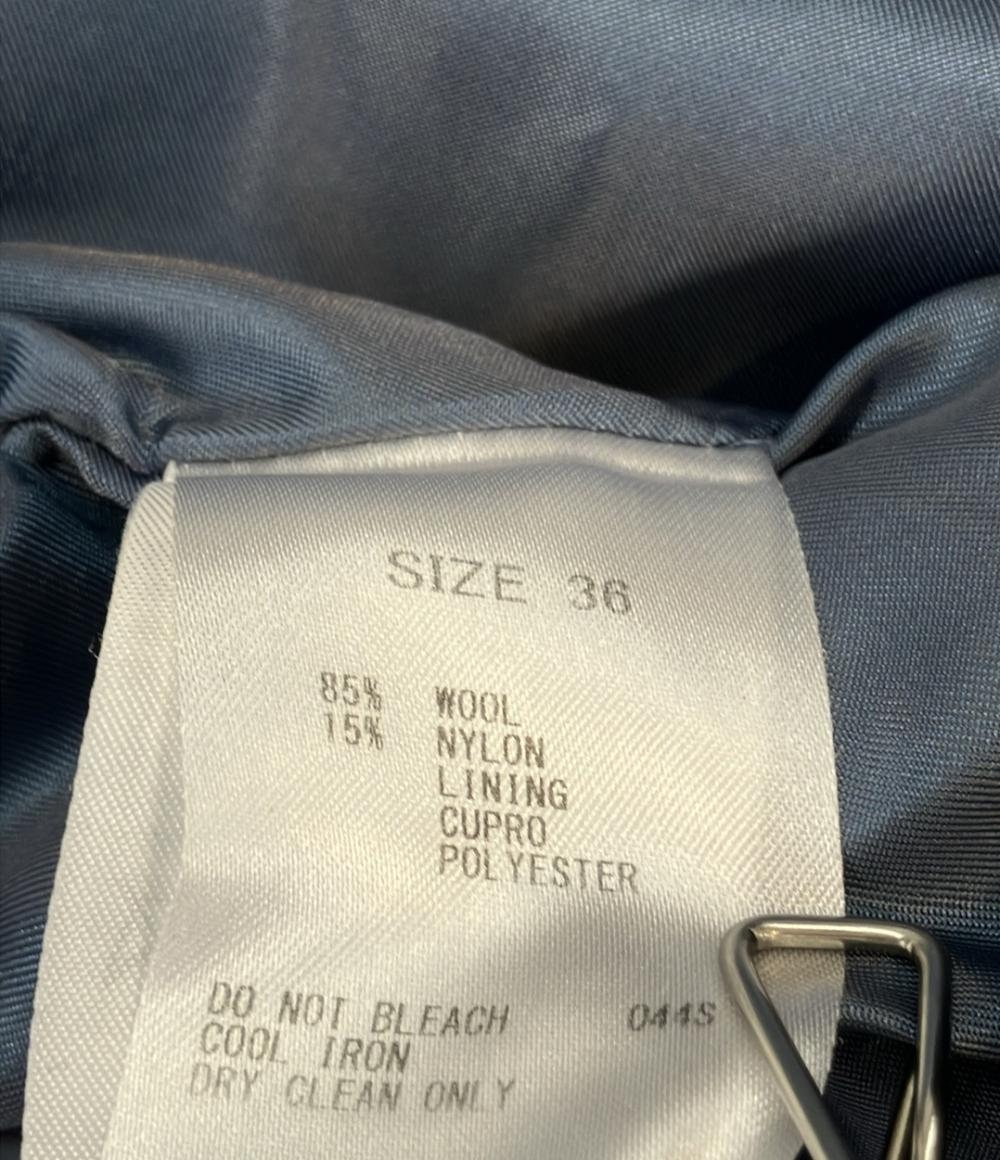 SIZE 36
85% WOOL
15% NYLON
LINING
CUPRO
POLYESTER
DO NOT BLEACH 044S
COOL IRON
DRY CLEAN ONLY